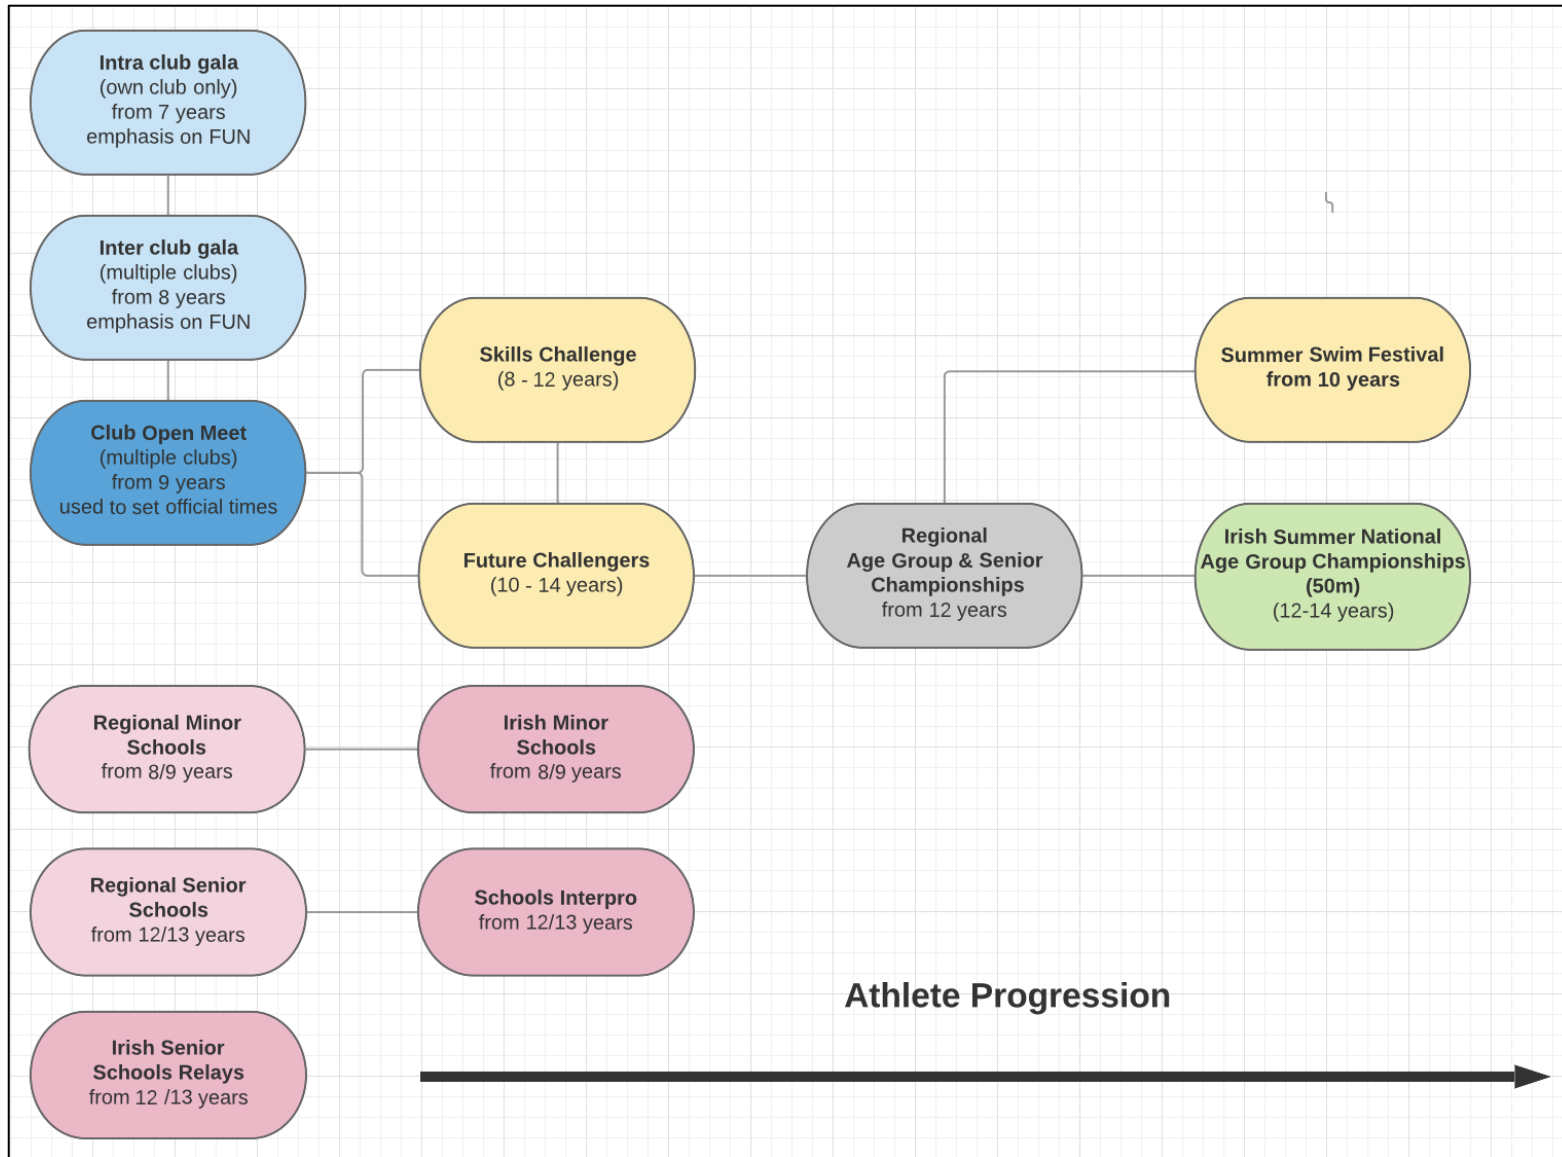 Intra club gala
(own club only)
from 7 years
emphasis on FUN
Inter club gala
(multiple clubs)
from 8 years
emphasis on FUN
Club Open Meet
(multiple clubs)
from 9 years
used to set official times
Skills Challenge
(8 - 12 years)
Future Challengers
(10 - 14 years)
Regional
Age Group & Senior
Championships
from 12 years
Summer Swim Festival
from 10 years
Irish Summer National
Age Group Championships
(50m)
(12-14 years)
Regional Minor
Schools
from 8/9 years
Irish Minor
Schools
from 8/9 years
Regional Senior
Schools
from 12/13 years
Schools Interpro
from 12/13 years
Irish Senior
Schools Relays
from 12 /13 years
Athlete Progression